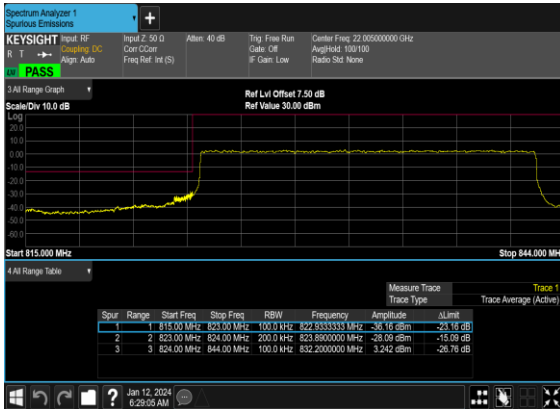 Spectrum Analyzer 1
Spurious Emissions
KEYSIGHT Input: RF Input Z: 50 Ω Atten: 40 dB Trig: Free Run Center Freq: 22.005000000 GHz
R T Coupling: DC Corr CCorr Gate: Off Avg|Hold: 100/100
Align: Auto Freq Ref: Int (S) IF Gain: Low Radio Std: None
PASS
3 All Range Graph
Ref Lvl Offset 7.50 dB
Scale/Div 10.0 dB Ref Value 30.00 dBm
Log
20.0
10.0
0.00
-10.0
-20.0
-30.0
-40.0
-50.0
-60.0
Start 815.000 MHz Stop 844.000 MH
4 All Range Table
Measure Trace Trace 1
Trace Type Trace Average (Active)
Spur Range Start Freq Stop Freq RBW Frequency Amplitude ΔLimit
1 1 815.00 MHz 823.00 MHz 100.0 kHz 822.9333333 MHz -36.16 dBm -23.16 dB
2 2 823.00 MHz 824.00 MHz 200.0 kHz 823.8900000 MHz -28.09 dBm -15.09 dB
3 3 824.00 MHz 844.00 MHz 100.0 kHz 832.2000000 MHz 3.242 dBm -26.76 dB
? Jan 12, 2024
6:29:05 AM